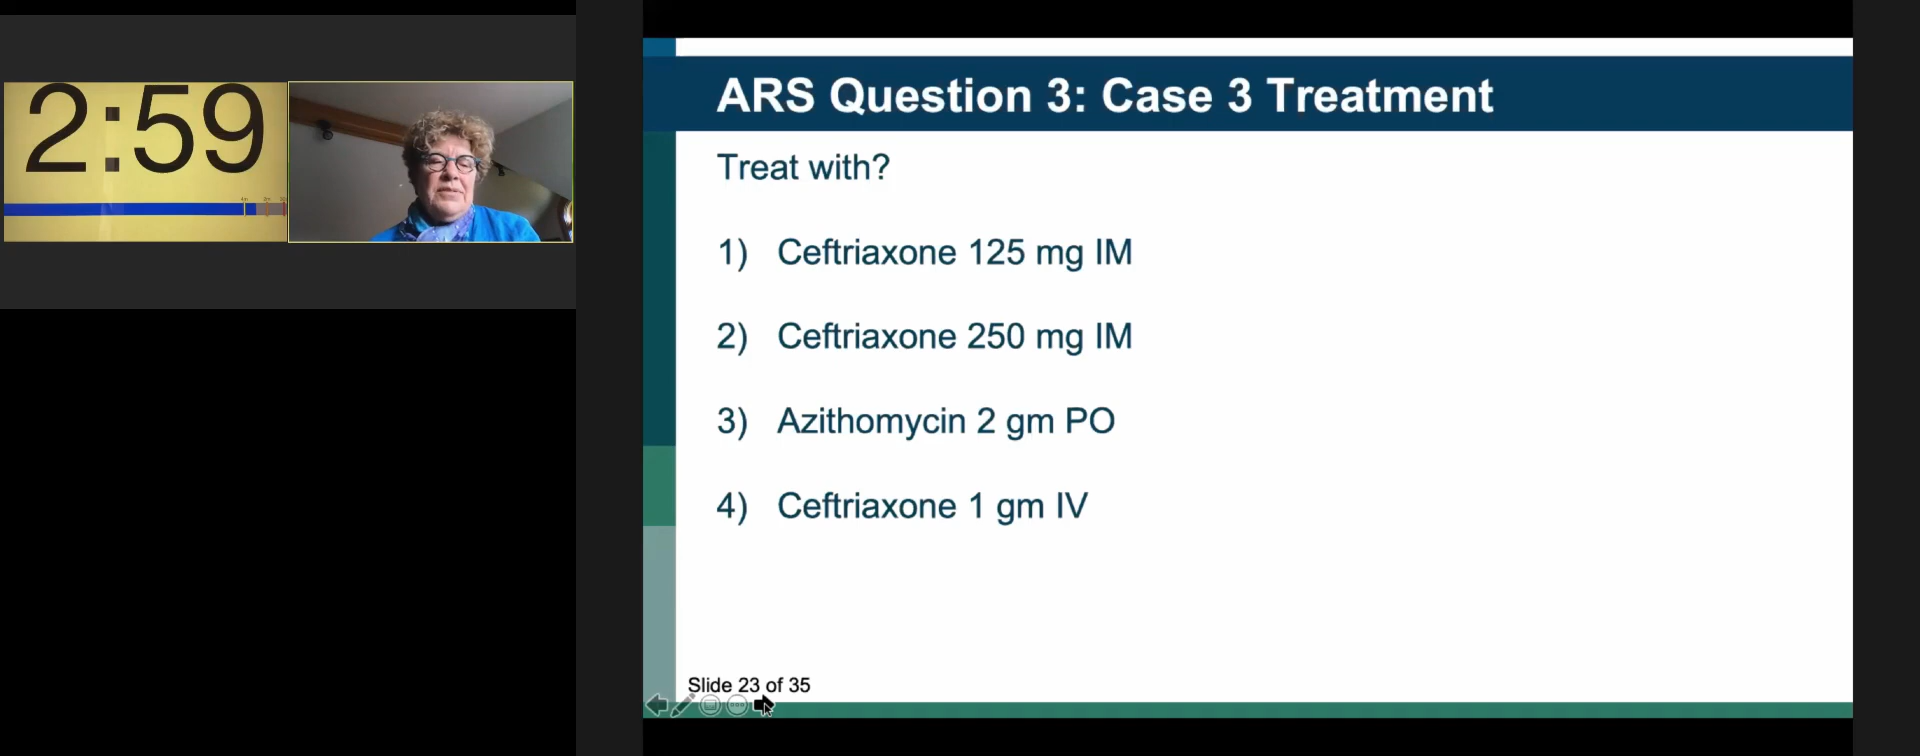 2:59
ARS Question 3: Case 3 Treatment
Treat with?
1) Ceftriaxone 125 mg IM
2) Ceftriaxone 250 mg IM
3) Azithomycin 2 gm PO
4) Ceftriaxone 1 gm IV
Slide 23 of 35